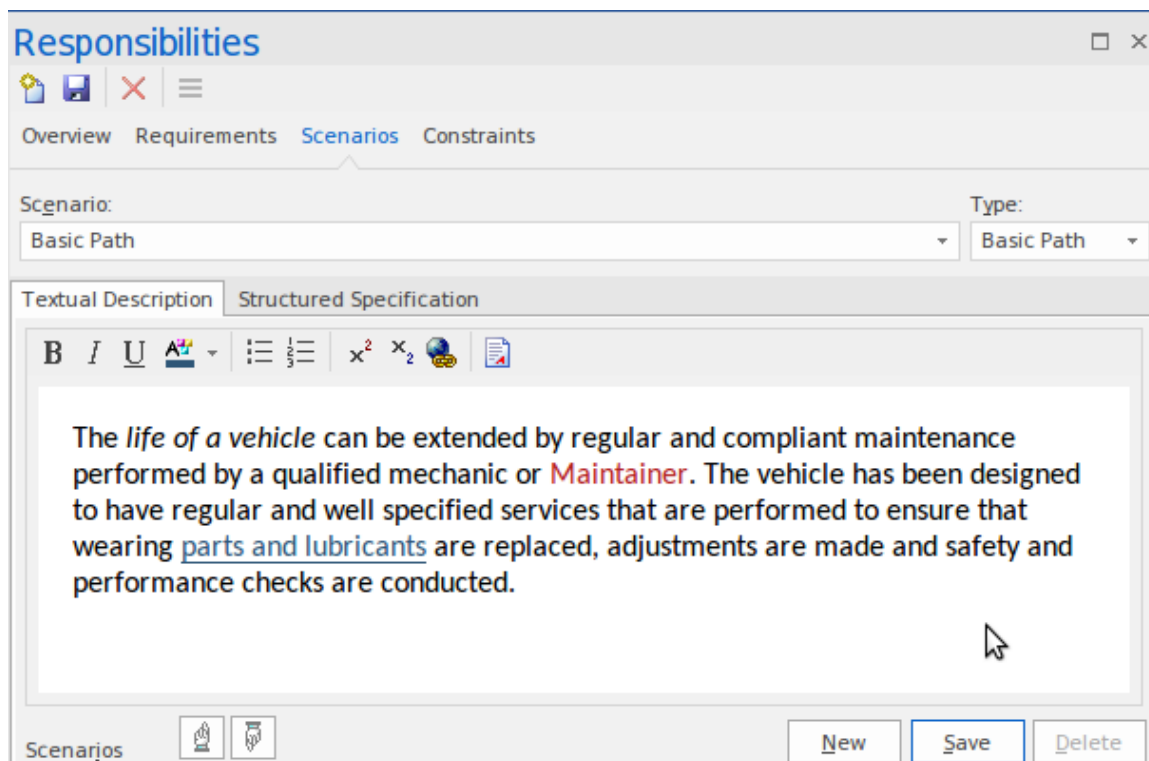 Responsibilities
Overview Requirements Scenarios Constraints
Scenario: Type:
Basic Path Basic Path
Textual Description Structured Specification
B I U A x² x₂
The life of a vehicle can be extended by regular and compliant maintenance
performed by a qualified mechanic or Maintainer. The vehicle has been designed
to have regular and well specified services that are performed to ensure that
wearing parts and lubricants are replaced, adjustments are made and safety and
performance checks are conducted.
Scenarios New Save Delete